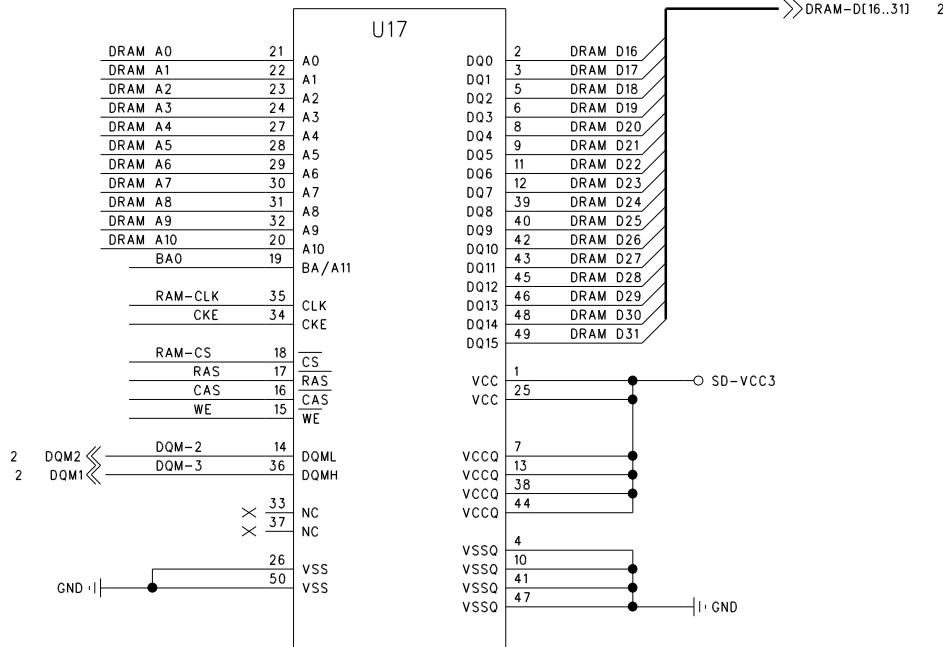 DRAM-D[16..31] 2
U17
DRAM A0 21 A0 DQ0 2 DRAM D16
DRAM A1 22 A1 DQ1 3 DRAM D17
DRAM A2 23 A2 DQ2 5 DRAM D18
DRAM A3 24 A3 DQ3 6 DRAM D19
DRAM A4 27 A4 DQ4 8 DRAM D20
DRAM A5 28 A5 DQ5 9 DRAM D21
DRAM A6 29 A6 DQ6 11 DRAM D22
DRAM A7 30 A7 DQ7 12 DRAM D23
DRAM A8 31 A8 DQ8 39 DRAM D24
DRAM A9 32 A9 DQ9 40 DRAM D25
DRAM A10 20 A10 DQ10 42 DRAM D26
BA0 19 BA/A11 DQ11 43 DRAM D27
DQ12 45 DRAM D28
RAM-CLK 35 CLK DQ13 46 DRAM D29
CKE 34 CKE DQ14 48 DRAM D30
DQ15 49 DRAM D31
RAM-CS 18 CS
RAS 17 RAS VCC 1 SD-VCC3
CAS 16 CAS VCC 25
WE 15 WE
2 DQM2 DQM-2 14 DQML VCCQ 7
2 DQM1 DQM-3 36 DQMH VCCQ 13
VCCQ 38
33 NC VCCQ 44
37 NC
VSSQ 4
26 VSS VSSQ 10
GND 50 VSS VSSQ 41
VSSQ 47 GND